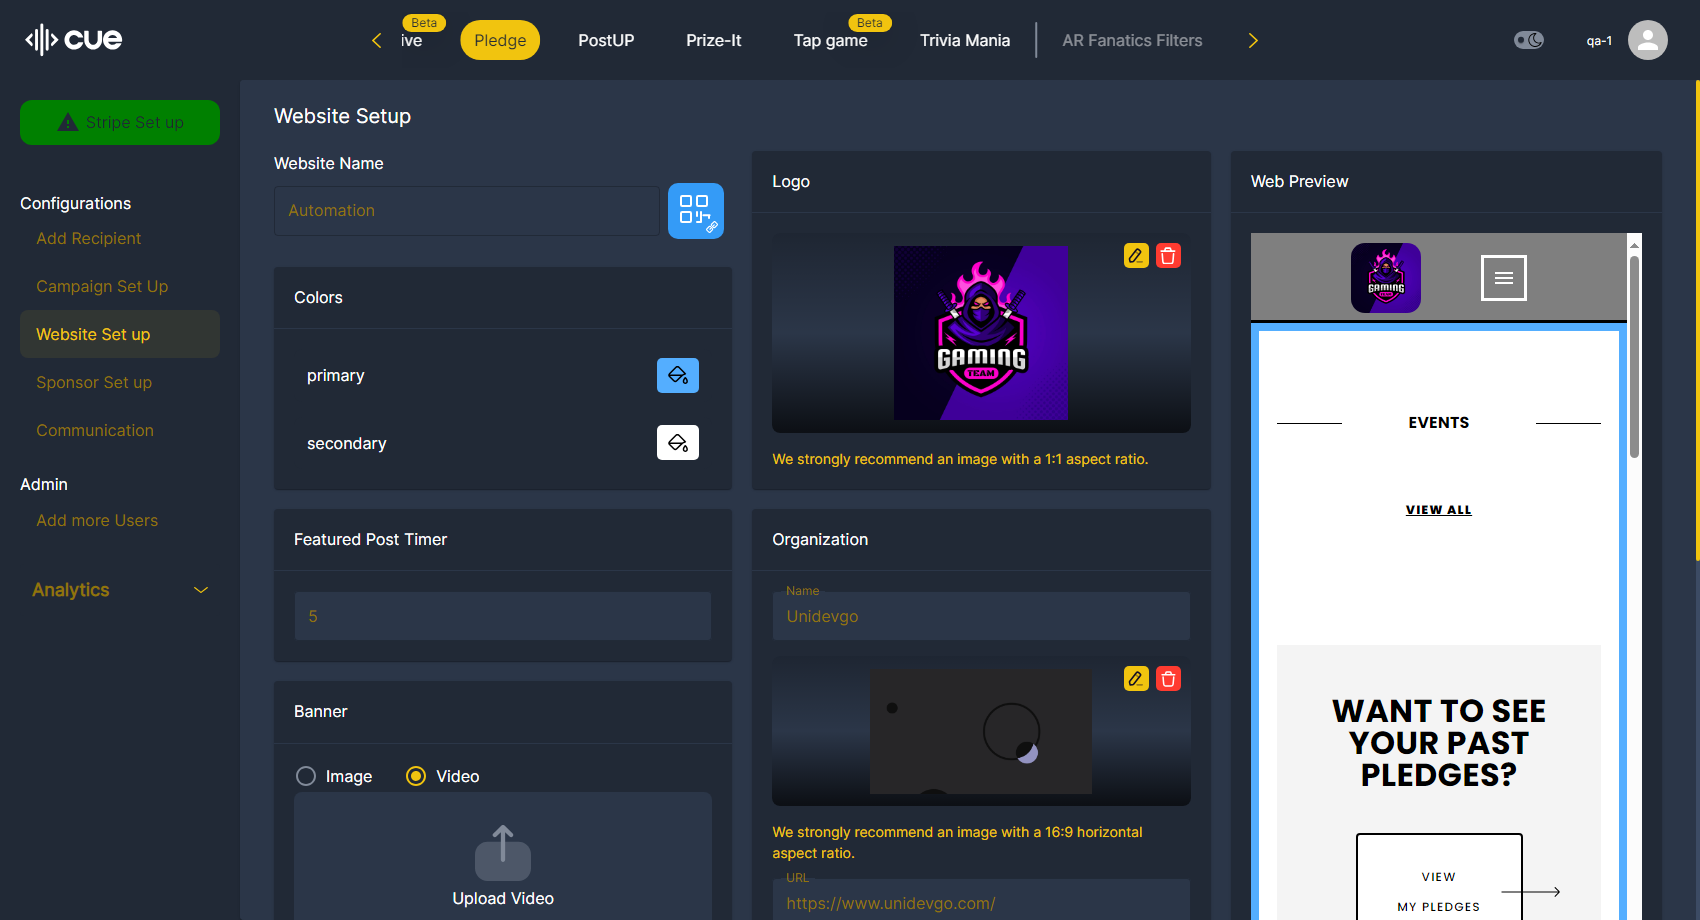 cue
ive
Beta
Pledge
PostUP
Prize-It
Tap game
Beta
Trivia Mania
AR Fanatics Filters
qa-1
Stripe Set up
Configurations
Add Recipient
Campaign Set Up
Website Set up
Sponsor Set up
Communication
Admin
Add more Users
Analytics
Website Setup
Website Name
Automation
Colors
primary
secondary
Featured Post Timer
5
Banner
Image
Video
Upload Video
Logo
GAMING
TEAM
We strongly recommend an image with a 1:1 aspect ratio.
Organization
Name
Unidevgo
We strongly recommend an image with a 16:9 horizontal
aspect ratio.
URL
https://www.unidevgo.com/
Web Preview
GAMING
TEAM
EVENTS
VIEW ALL
WANT TO SEE
YOUR PAST
PLEDGES?
VIEW
MY PLEDGES